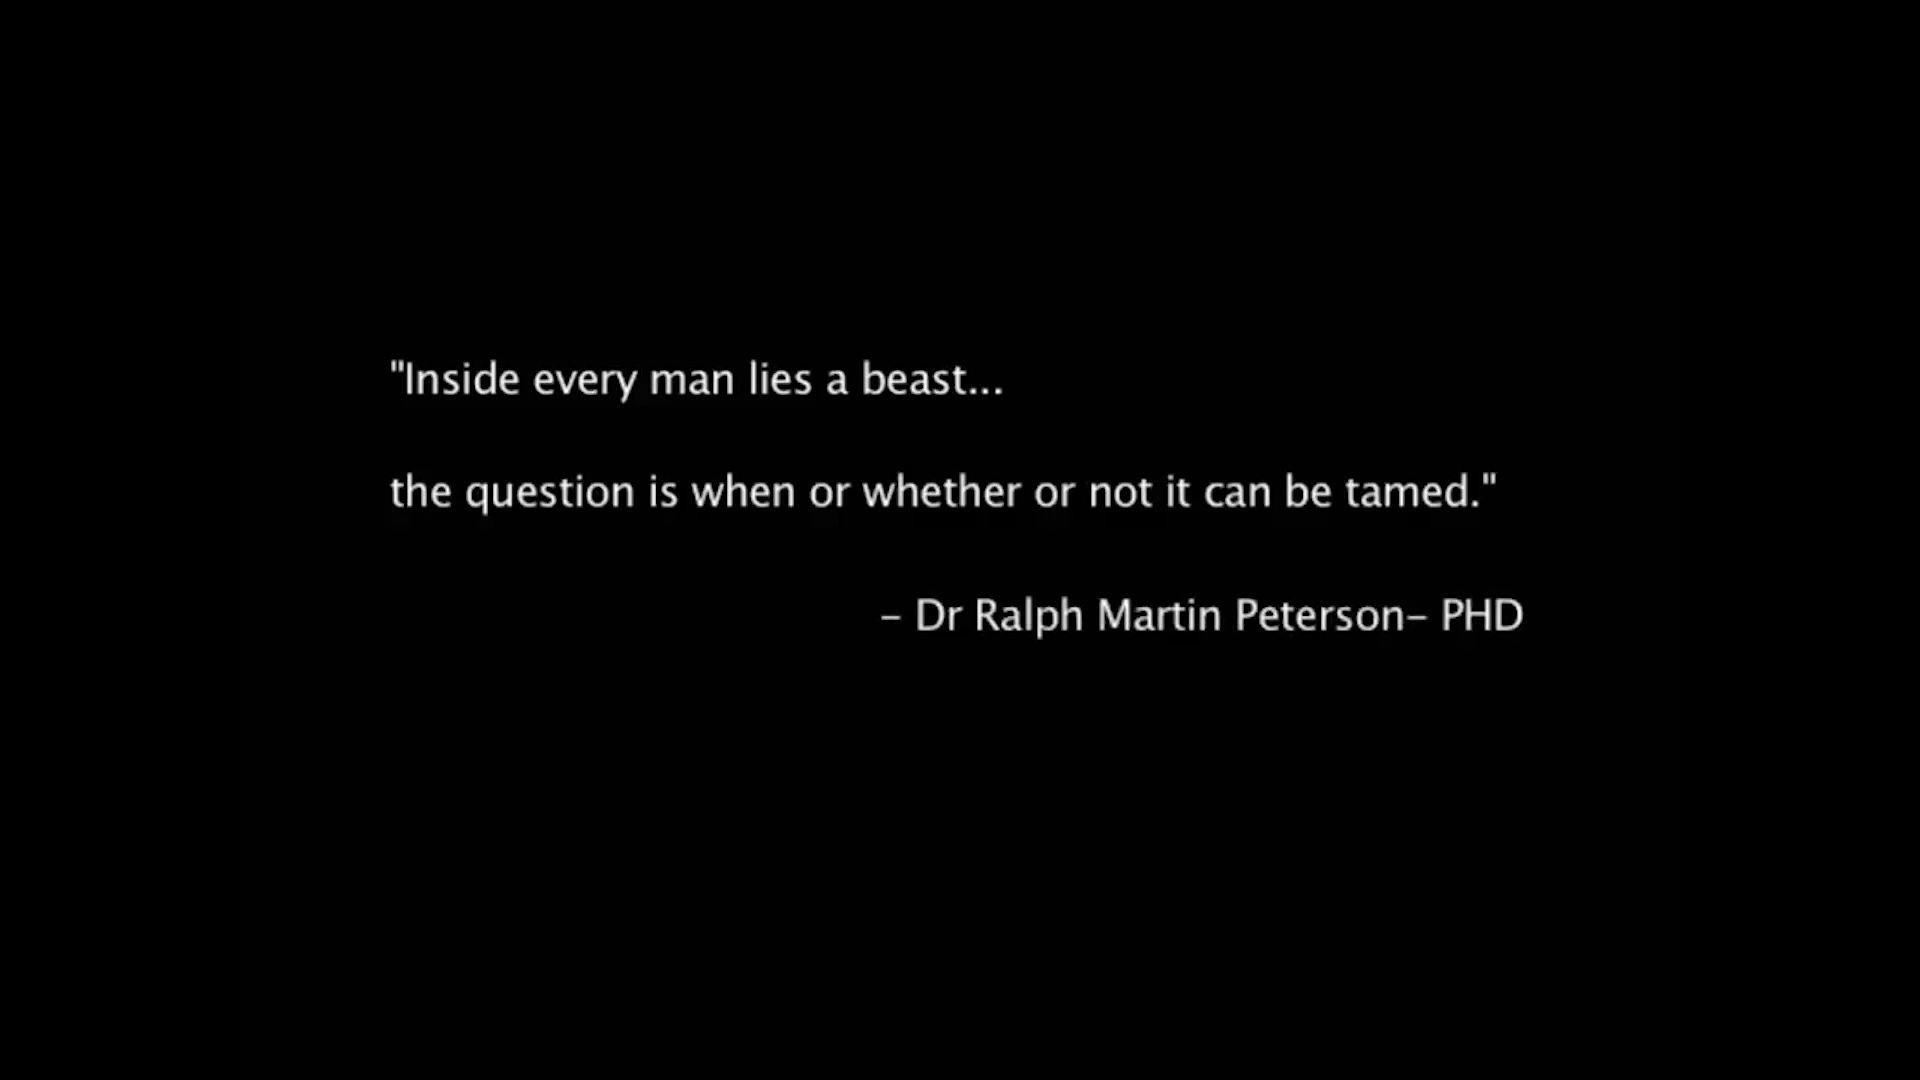 "Inside every man lies a beast...
the question is when or whether or not it can be tamed."
– Dr Ralph Martin Peterson– PHD